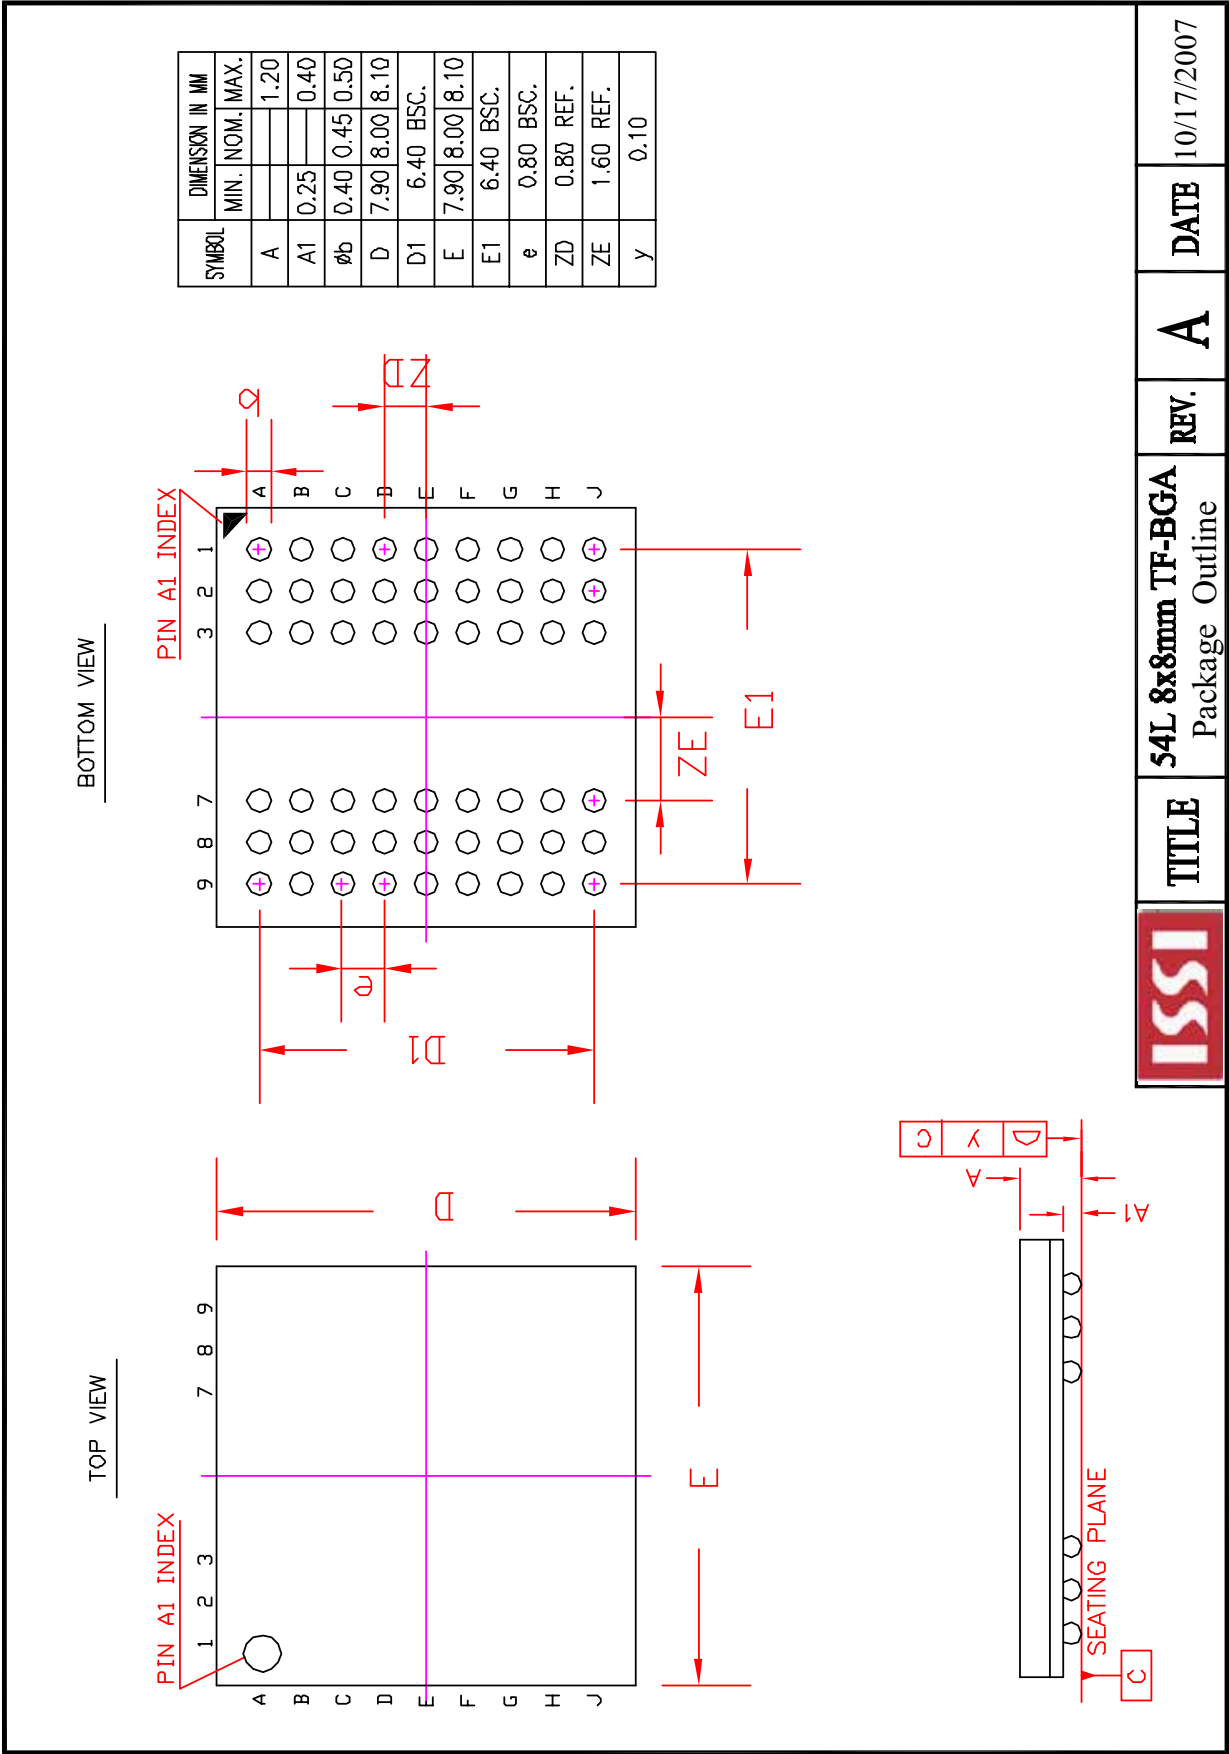 TOP VIEW
PIN A1 INDEX
1 2 3 7 8 9
A
B
C
D
E
F
G
H
J
D
E
BOTTOM VIEW
PIN A1 INDEX
9 8 7 3 2 1
A
B
C
D
E
F
G
H
J
b
ZD
e
D1
ZE
E1
SYMBOL DIMENSION IN MM
MIN. NOM. MAX.
A 1.20
A1 0.25 0.40
Øb 0.40 0.45 0.50
D 7.90 8.00 8.10
D1 6.40 BSC.
E 7.90 8.00 8.10
E1 6.40 BSC.
e 0.80 BSC.
ZD 0.80 REF.
ZE 1.60 REF.
y 0.10
C
SEATING PLANE
y C
A
A1
ISSI
TITLE
54L 8x8mm TF-BGA
Package Outline
REV.
A
DATE
10/17/2007